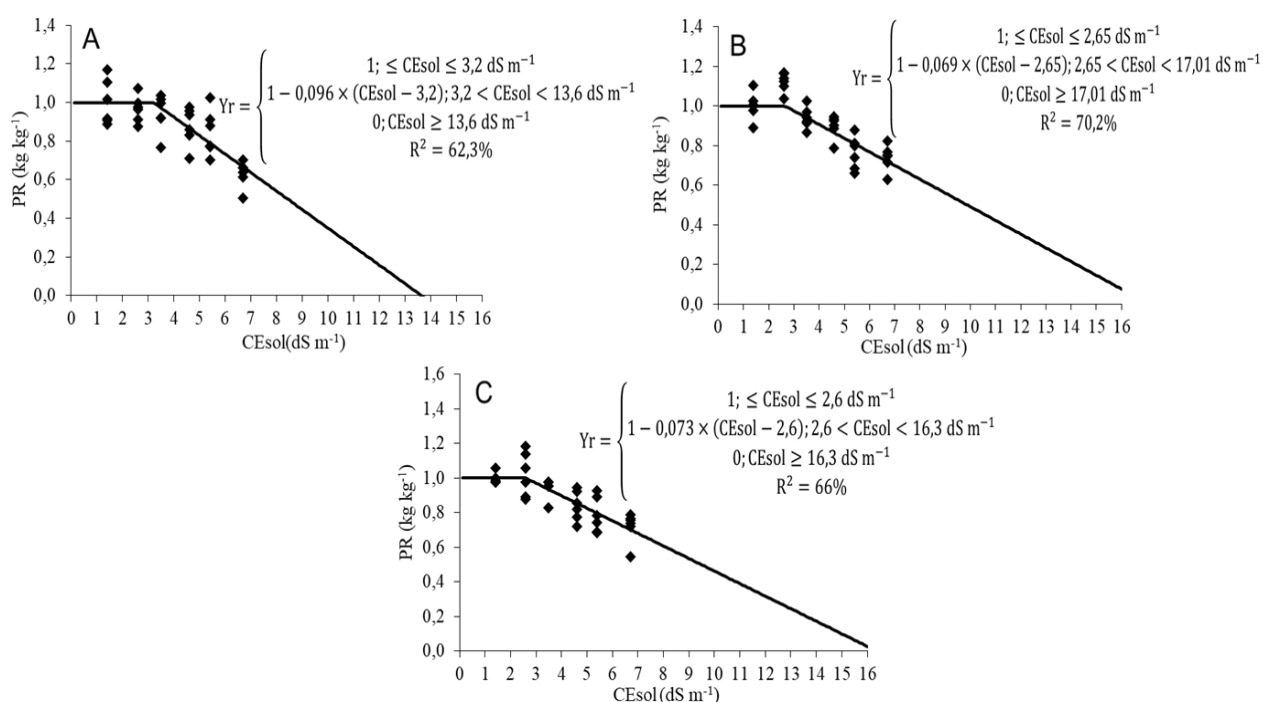 A
1,4
1,2
1,0
0,8
0,6
0,4
0,2
0,0
PR (kg kg⁻¹)
0 1 2 3 4 5 6 7 8 9 10 11 12 13 14 15 16
CEsol(dS m⁻¹)
1; ≤ CEsol ≤ 3,2 dS m⁻¹
Yr = 1 − 0,096 × (CEsol − 3,2); 3,2 < CEsol < 13,6 dS m⁻¹
0; CEsol ≥ 13,6 dS m⁻¹
R² = 62,3%
B
1,4
1,2
1,0
0,8
0,6
0,4
0,2
0,0
PR (kg kg⁻¹)
0 1 2 3 4 5 6 7 8 9 10 11 12 13 14 15 16
CEsol (dS m⁻¹)
1; ≤ CEsol ≤ 2,65 dS m⁻¹
Yr = 1 − 0,069 × (CEsol − 2,65); 2,65 < CEsol < 17,01 dS m⁻¹
0; CEsol ≥ 17,01 dS m⁻¹
R² = 70,2%
C
1,6
1,4
1,2
1,0
0,8
0,6
0,4
0,2
0,0
PR (kg kg⁻¹)
0 1 2 3 4 5 6 7 8 9 10 11 12 13 14 15 16
CEsol (dS m⁻¹)
1; ≤ CEsol ≤ 2,6 dS m⁻¹
Yr = 1 − 0,073 × (CEsol − 2,6); 2,6 < CEsol < 16,3 dS m⁻¹
0; CEsol ≥ 16,3 dS m⁻¹
R² = 66%